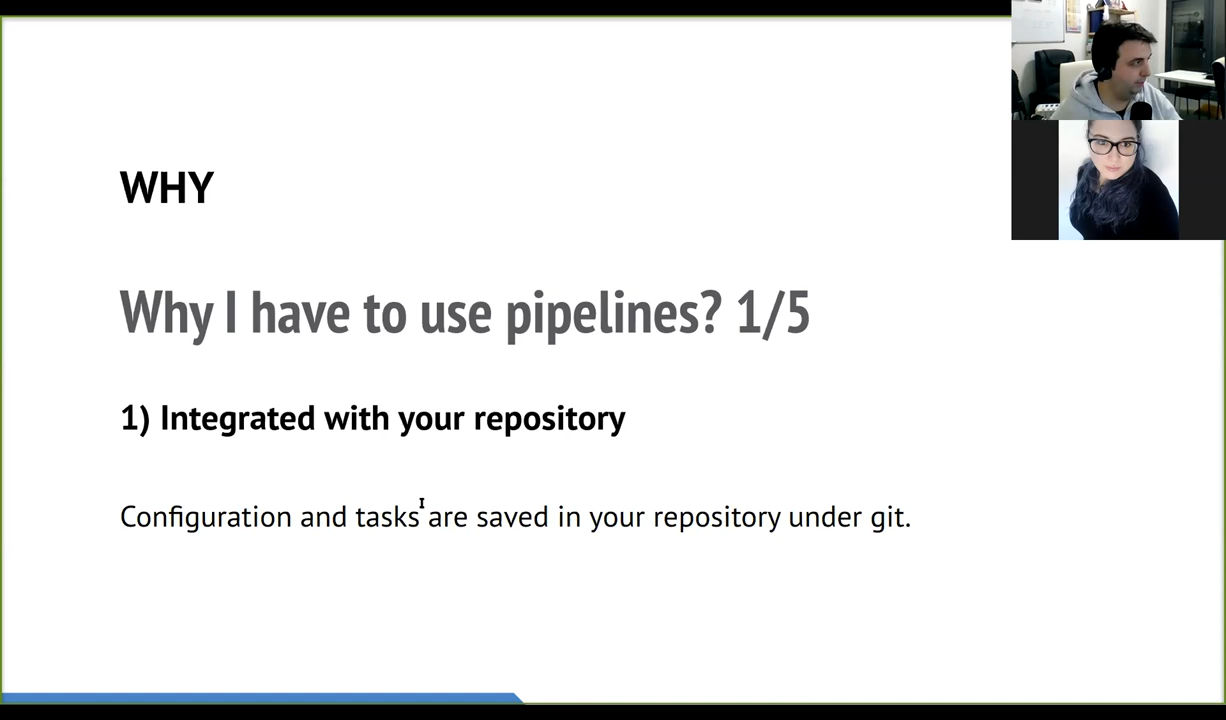 WHY
Why I have to use pipelines? 1/5
1) Integrated with your repository
Configuration and tasks are saved in your repository under git.